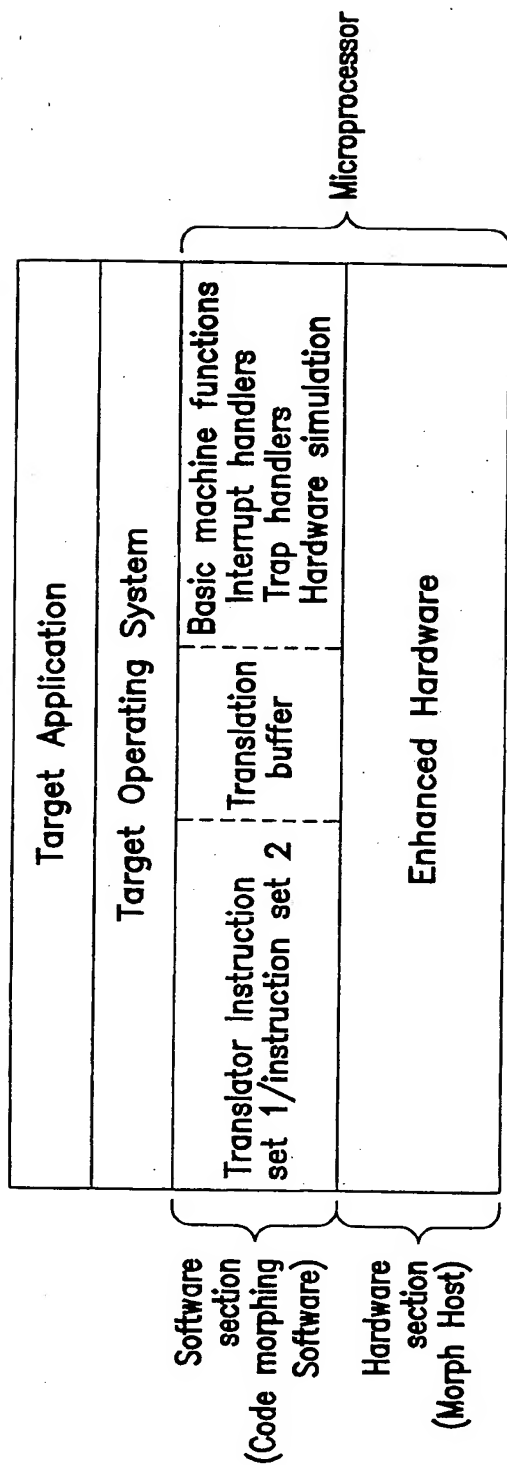 Target Application
Target Operating System
Software
section
(Code morphing
Software)
Translator Instruction
set 1/instruction set 2
Translation
buffer
Basic machine functions
Interrupt handlers
Trap handlers
Hardware simulation
Hardware
section
(Morph Host)
Enhanced Hardware
Microprocessor